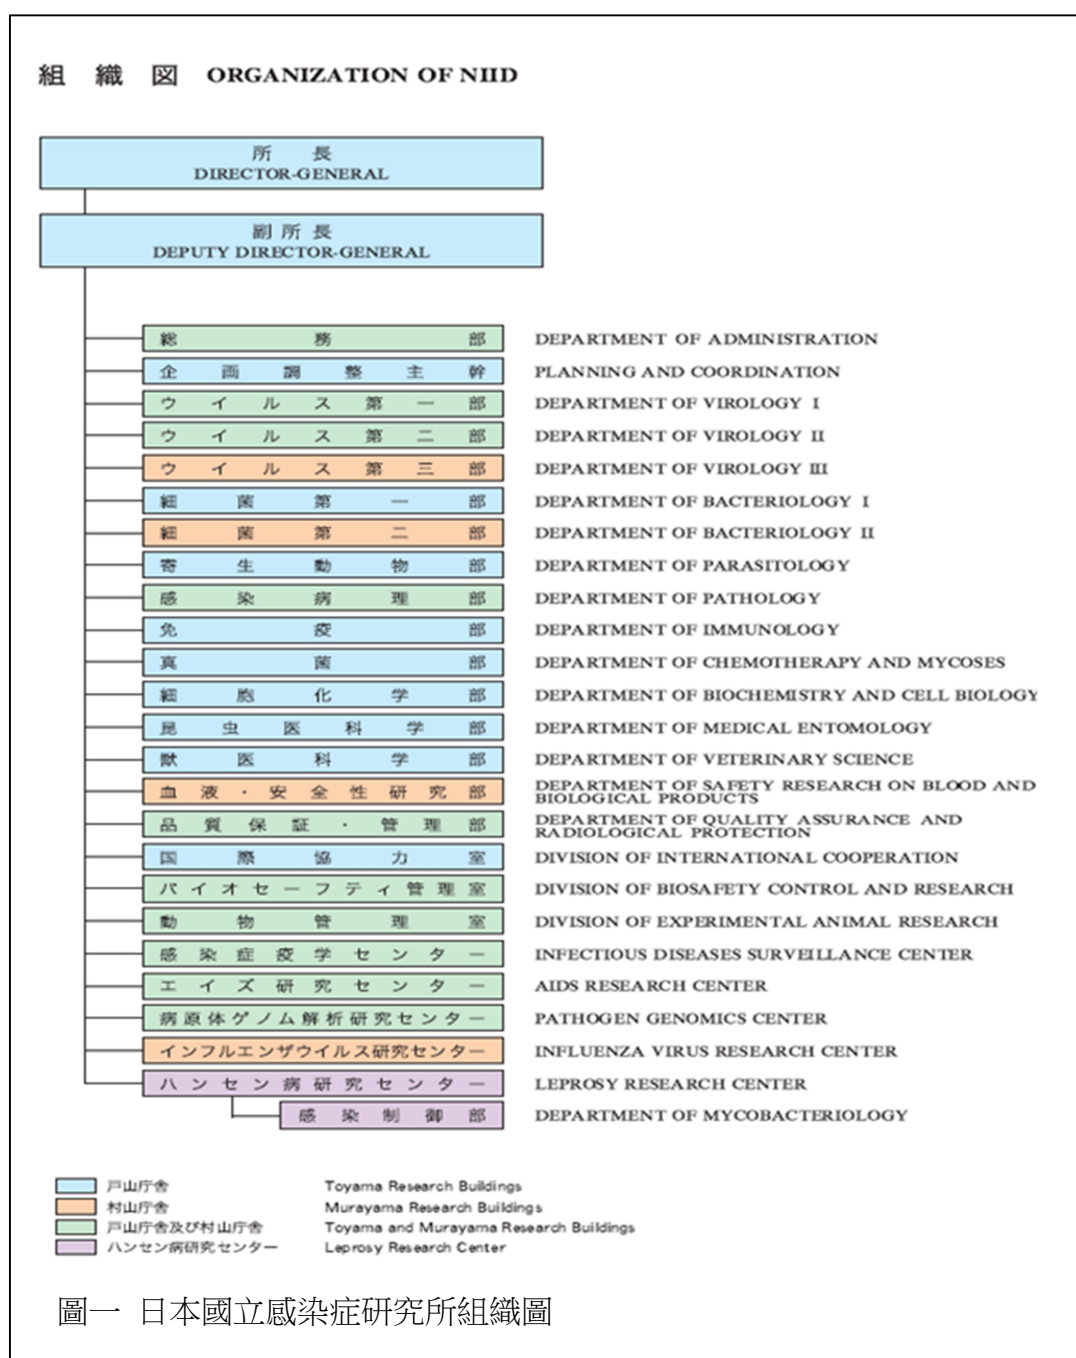 組 織 図 ORGANIZATION OF NIID
所 長
DIRECTOR-GENERAL
副 所 長
DEPUTY DIRECTOR-GENERAL
総 務 部 DEPARTMENT OF ADMINISTRATION
企 画 調 整 主 幹 PLANNING AND COORDINATION
ウ イ ル ス 第 一 部 DEPARTMENT OF VIROLOGY I
ウ イ ル ス 第 二 部 DEPARTMENT OF VIROLOGY II
ウ イ ル ス 第 三 部 DEPARTMENT OF VIROLOGY III
細 菌 第 一 部 DEPARTMENT OF BACTERIOLOGY I
細 菌 第 二 部 DEPARTMENT OF BACTERIOLOGY II
寄 生 動 物 部 DEPARTMENT OF PARASITOLOGY
感 染 病 理 部 DEPARTMENT OF PATHOLOGY
免 疫 部 DEPARTMENT OF IMMUNOLOGY
真 菌 部 DEPARTMENT OF CHEMOTHERAPY AND MYCOSES
細 胞 化 学 部 DEPARTMENT OF BIOCHEMISTRY AND CELL BIOLOGY
昆 虫 医 科 学 部 DEPARTMENT OF MEDICAL ENTOMOLOGY
獣 医 科 学 部 DEPARTMENT OF VETERINARY SCIENCE
血 液 ・ 安 全 性 研 究 部 DEPARTMENT OF SAFETY RESEARCH ON BLOOD AND
BIOLOGICAL PRODUCTS
品 質 保 証 ・ 管 理 部 DEPARTMENT OF QUALITY ASSURANCE AND
RADIOLOGICAL PROTECTION
国 際 協 力 室 DIVISION OF INTERNATIONAL COOPERATION
バ イ オ セ ー フ テ ィ 管 理 室 DIVISION OF BIOSAFETY CONTROL AND RESEARCH
動 物 管 理 室 DIVISION OF EXPERIMENTAL ANIMAL RESEARCH
感 染 症 疫 学 セ ン タ ー INFECTIOUS DISEASES SURVEILLANCE CENTER
エ イ ズ 研 究 セ ン タ ー AIDS RESEARCH CENTER
病原体ゲノム解析研究センター PATHOGEN GENOMICS CENTER
インフルエンザウイルス研究センター INFLUENZA VIRUS RESEARCH CENTER
ハ ン セ ン 病 研 究 セ ン タ ー LEPROSY RESEARCH CENTER
感 染 制 御 部 DEPARTMENT OF MYCOBACTERIOLOGY
戸山庁舎 Toyama Research Buildings
村山庁舎 Murayama Research Buildings
戸山庁舎及び村山庁舎 Toyama and Murayama Research Buildings
ハンセン病研究センター Leprosy Research Center
圖一 日本國立感染症研究所組織圖